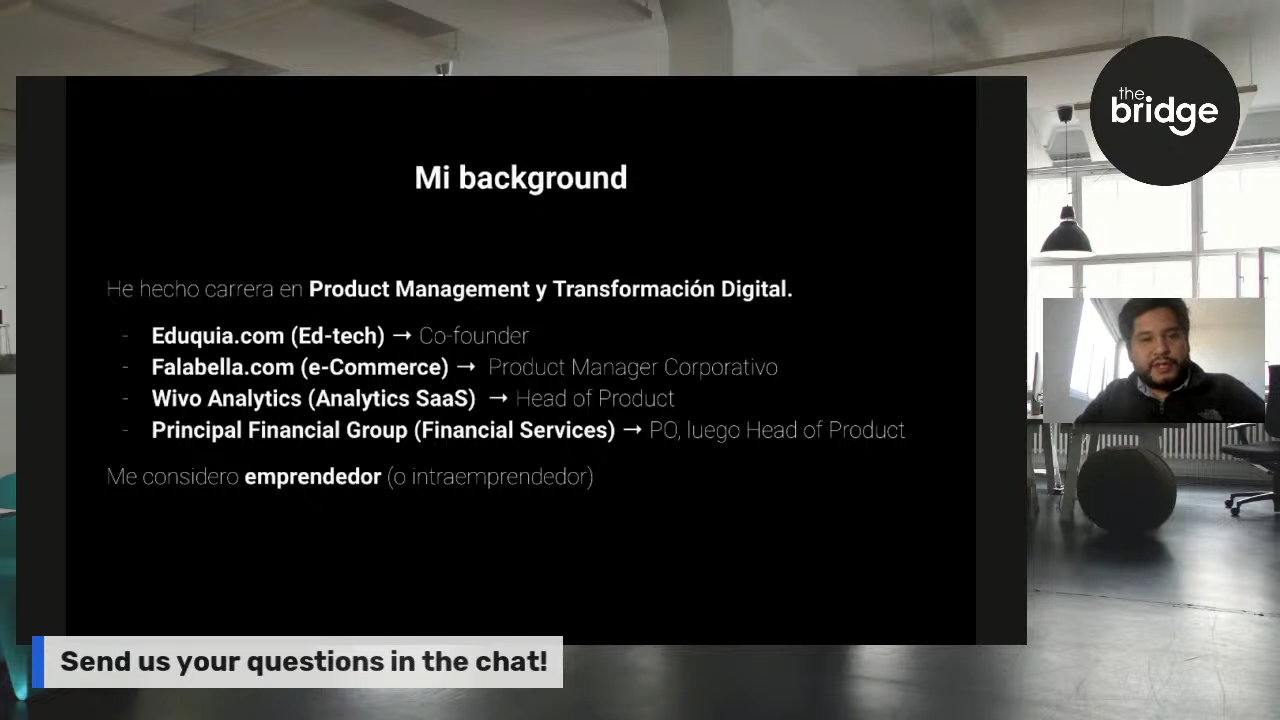 the
bridge
Mi background
He hecho carrera en Product Management y Transformación Digital.
- Eduquia.com (Ed-tech) → Co-founder
- Falabella.com (e-Commerce) → Product Manager Corporativo
- Wivo Analytics (Analytics SaaS) → Head of Product
- Principal Financial Group (Financial Services) → PO, luego Head of Product
Me considero emprendedor (o intraemprendedor)
Send us your questions in the chat!